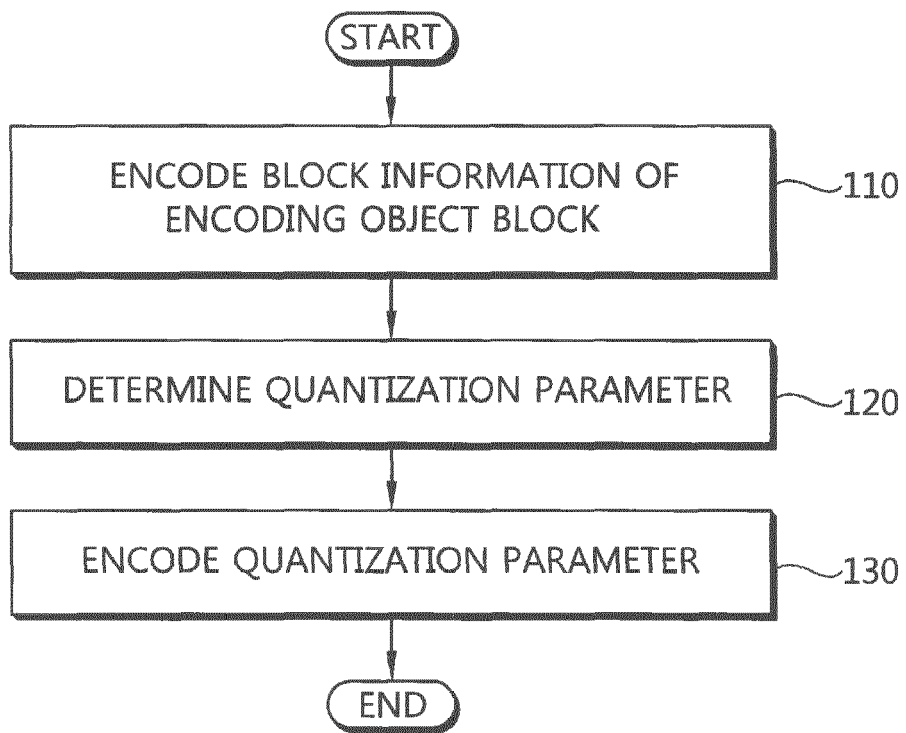 START
ENCODE BLOCK INFORMATION OF
ENCODING OBJECT BLOCK
110
DETERMINE QUANTIZATION PARAMETER
120
ENCODE QUANTIZATION PARAMETER
130
END